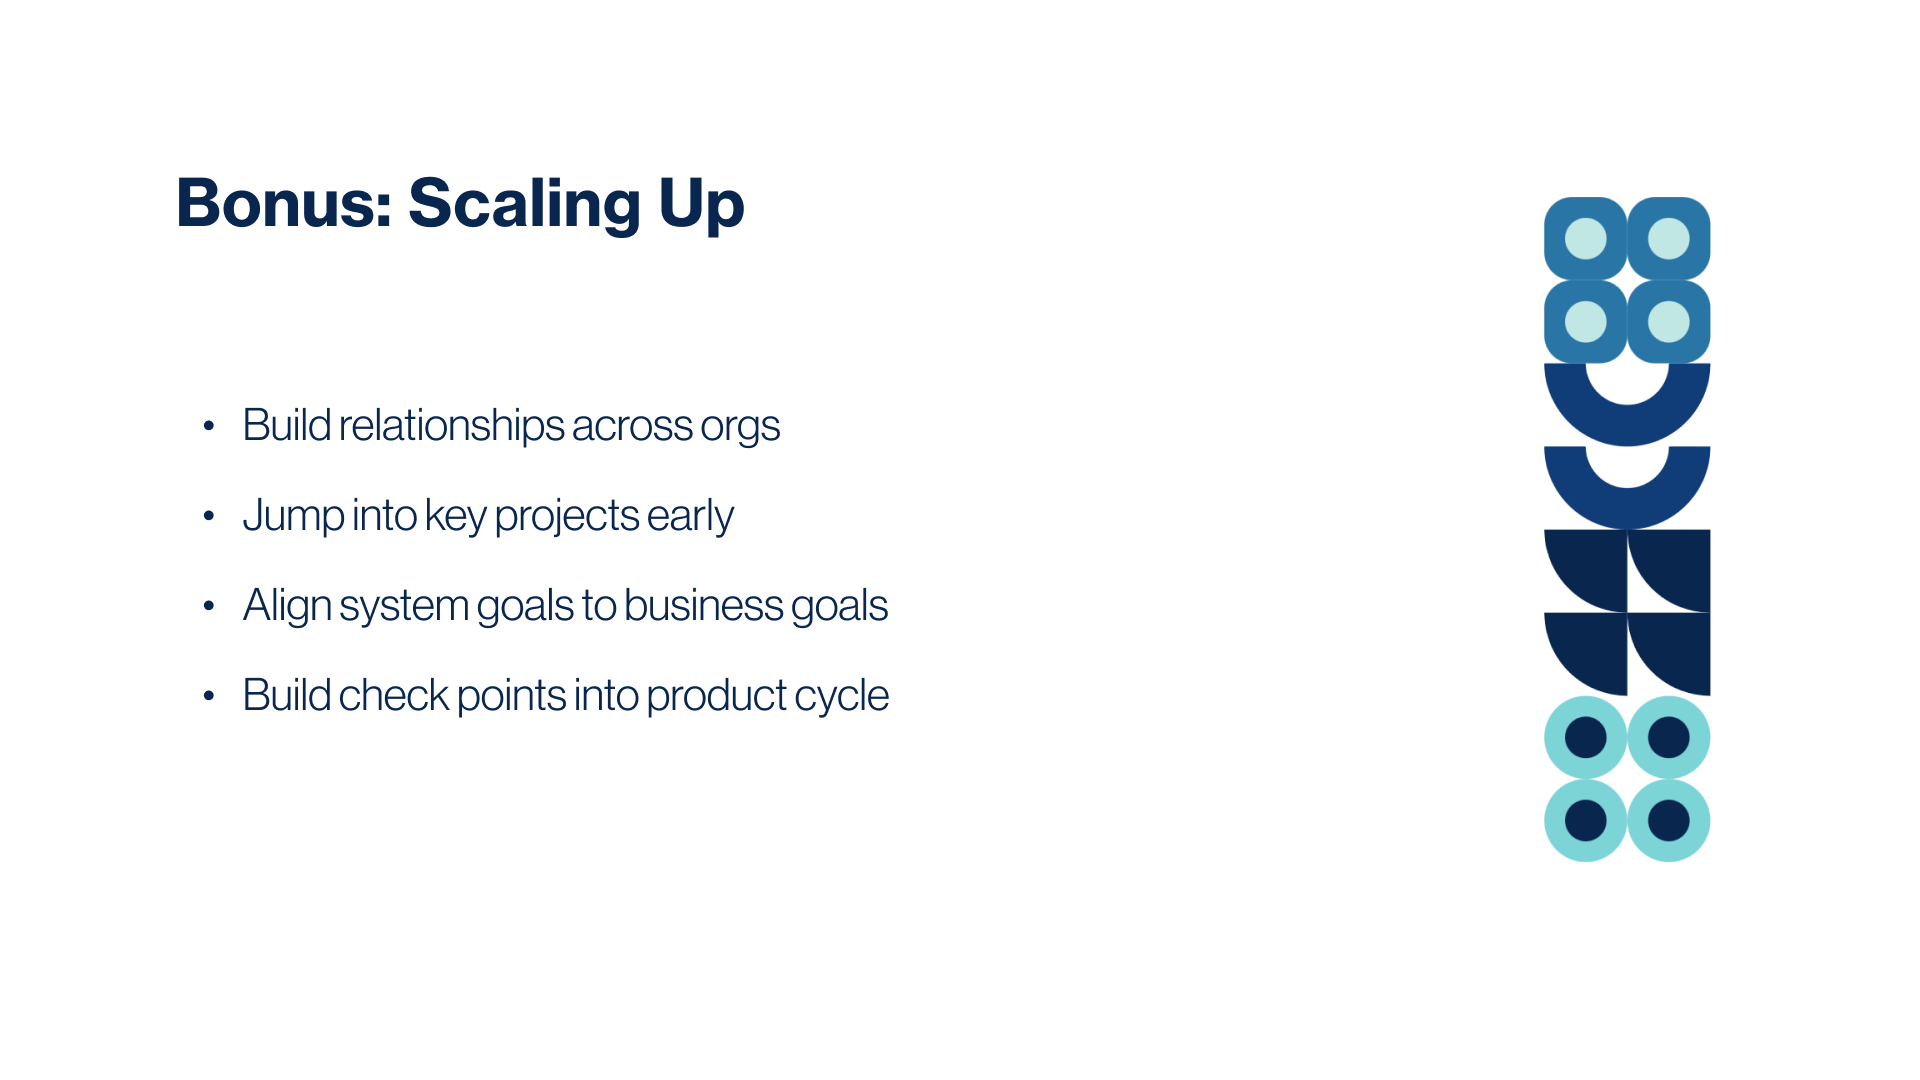 Bonus: Scaling Up
• Build relationships across orgs
• Jump into key projects early
• Align system goals to business goals
• Build check points into product cycle